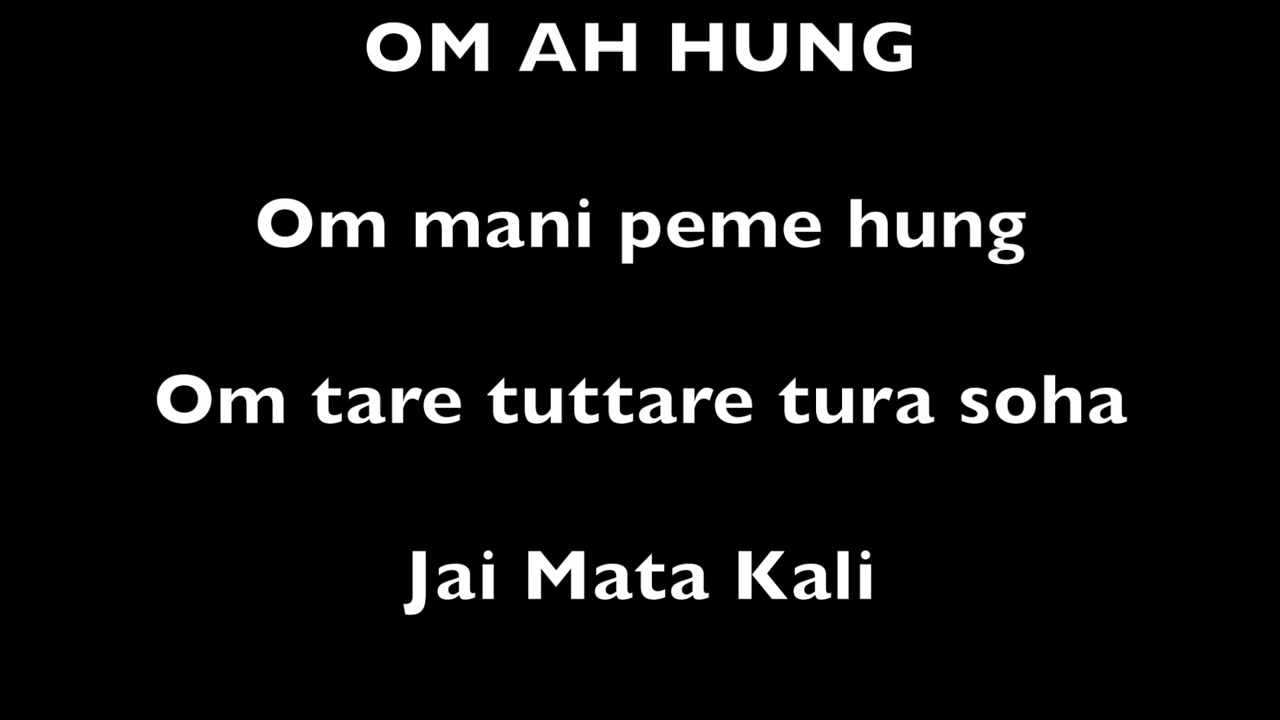 OM AH HUNG
Om mani peme hung
Om tare tuttare tura soha
Jai Mata Kali